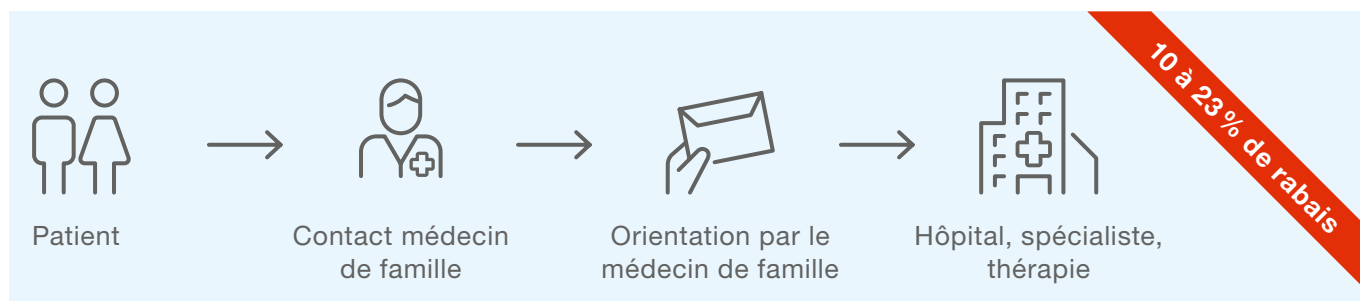 10 à 23 % de rabais
Patient
Contact médecin
de famille
Orientation par le
médecin de famille
Hôpital, spécialiste,
thérapie